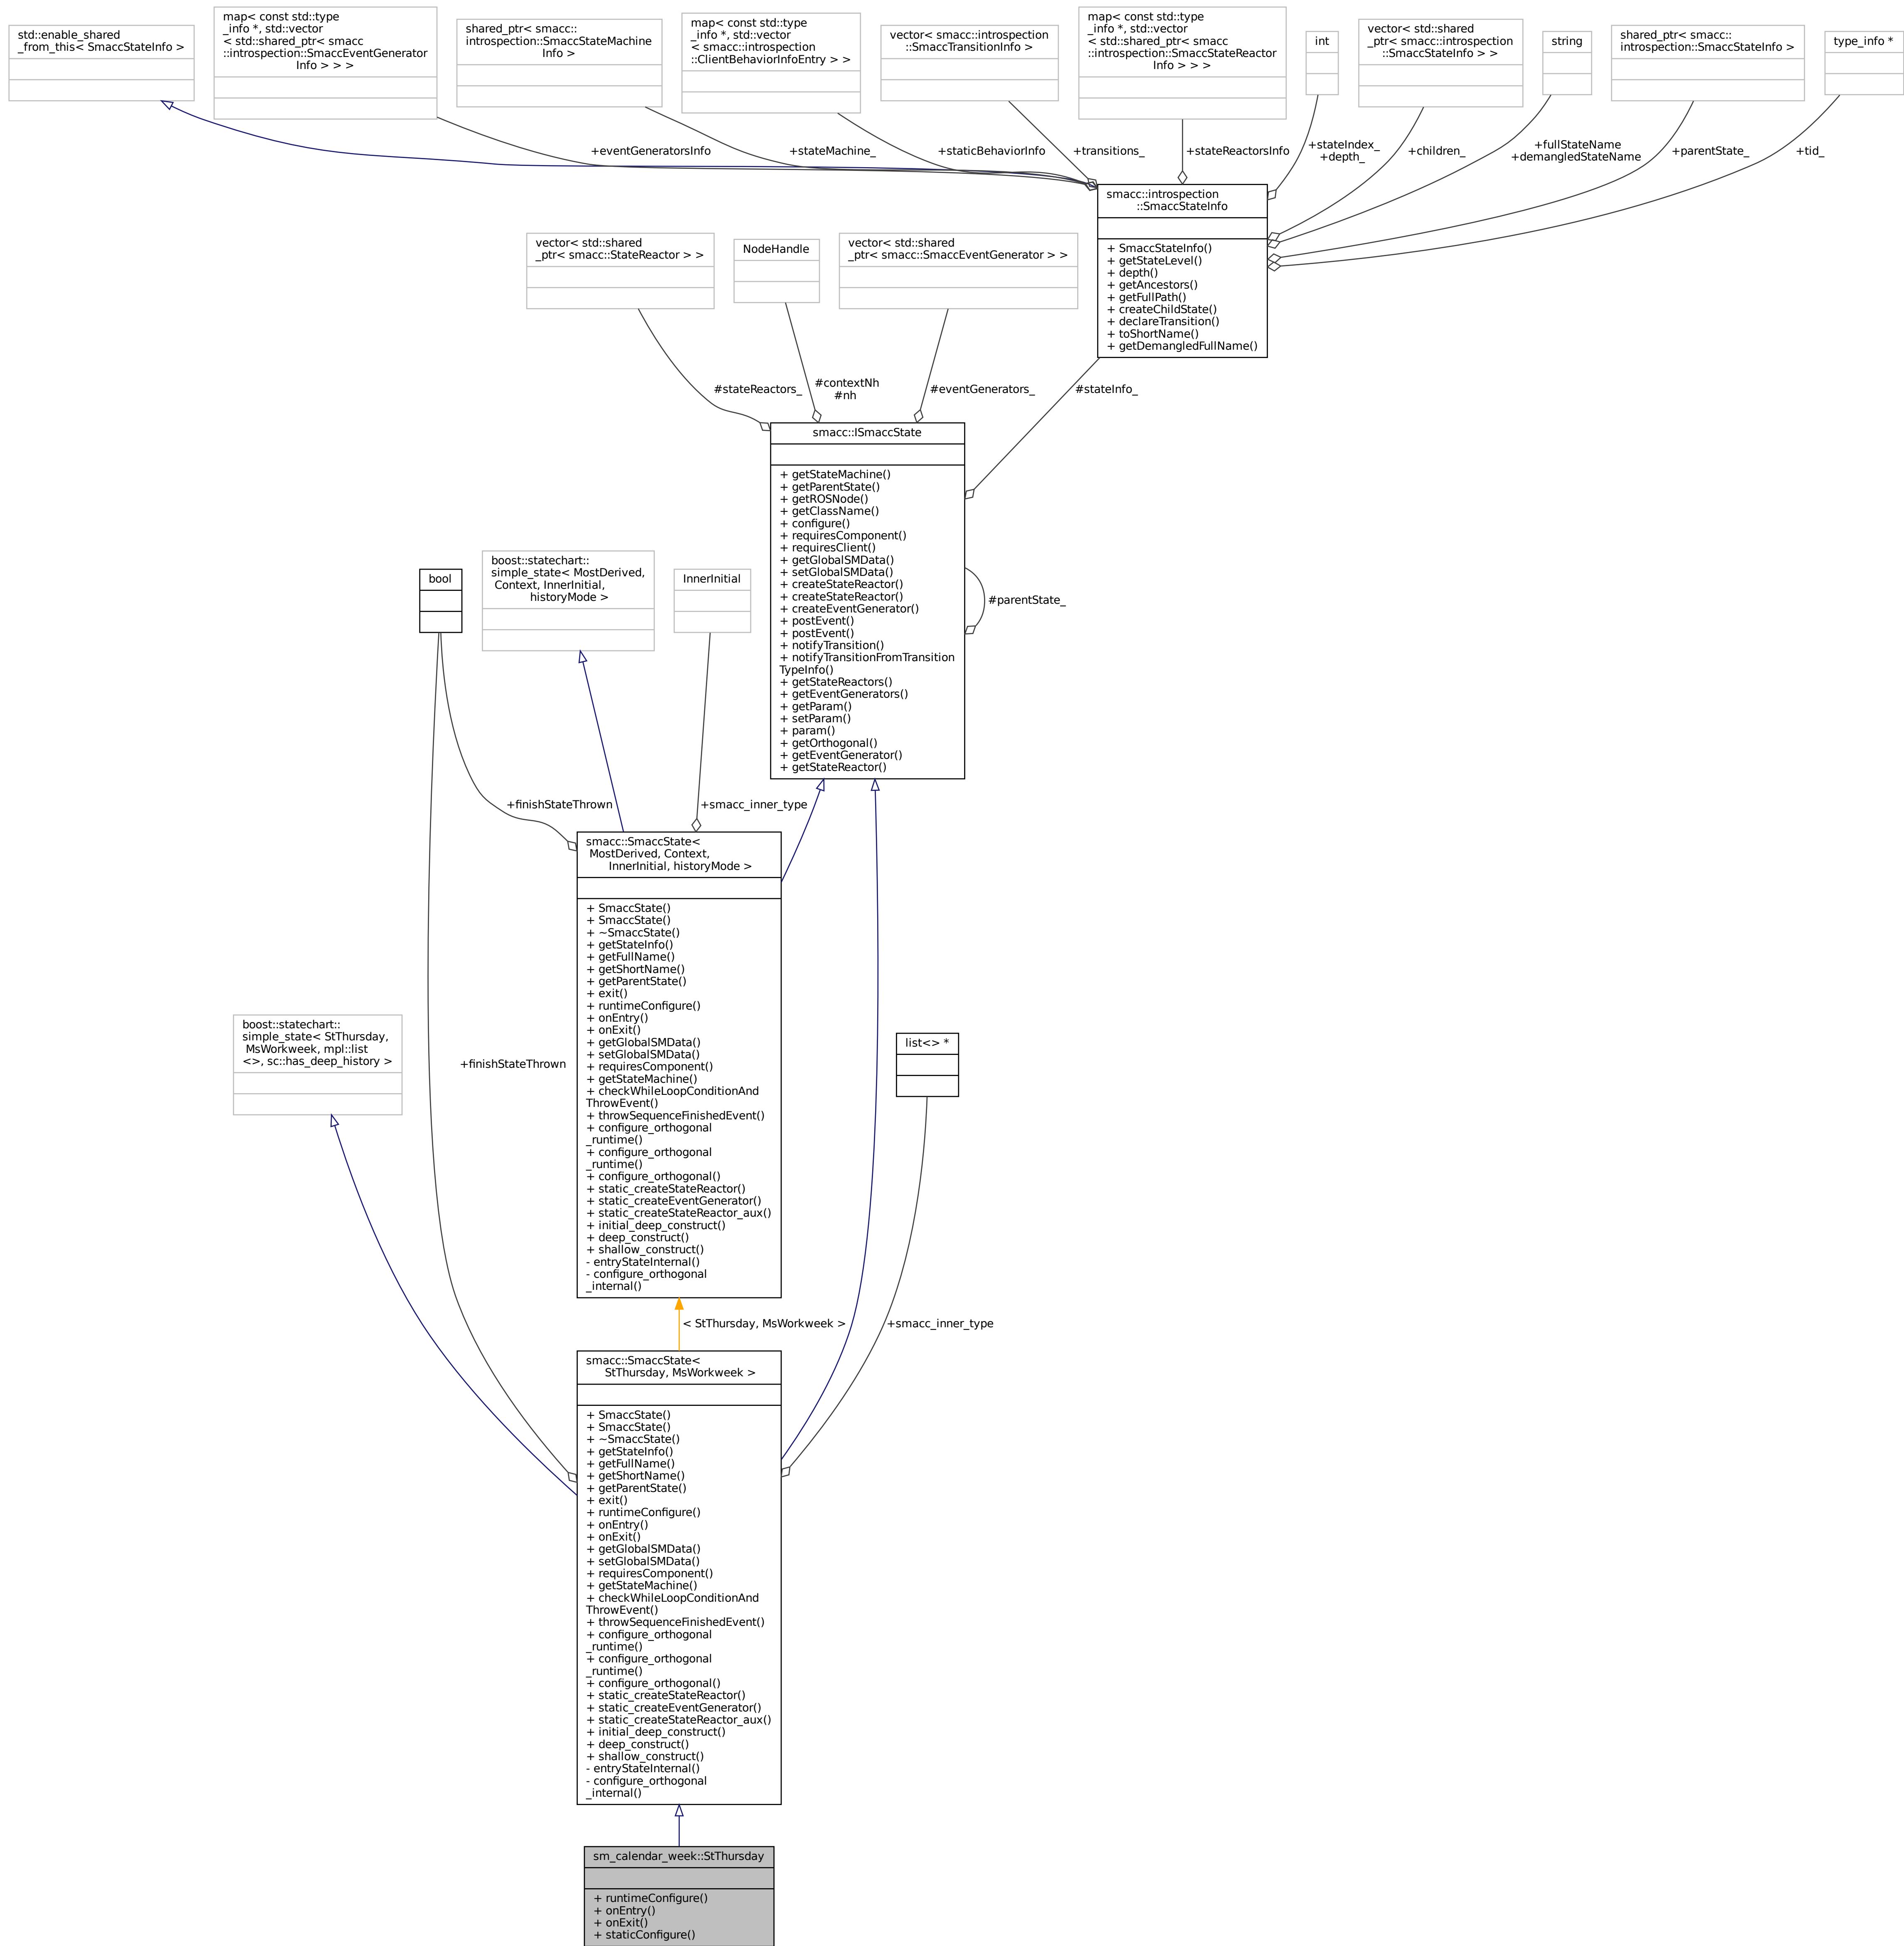 std::enable_shared
_from_this< SmaccStateInfo >
map< const std::type
_info *, std::vector
< std::shared_ptr< smacc
::introspection::SmaccEventGenerator
Info > > >
shared_ptr< smacc::
introspection::SmaccStateMachine
Info >
map< const std::type
_info *, std::vector
< smacc::introspection
::ClientBehaviorInfoEntry > >
vector< smacc::introspection
::SmaccTransitionInfo >
map< const std::type
_info *, std::vector
< std::shared_ptr< smacc
::introspection::SmaccStateReactor
Info > > >
int
vector< std::shared
_ptr< smacc::introspection
::SmaccStateInfo > >
string
shared_ptr< smacc::
introspection::SmaccStateInfo >
type_info *
+eventGeneratorsInfo
+stateMachine_
+staticBehaviorInfo
+transitions_
+stateReactorsInfo
+stateIndex_
+depth_
+children_
+fullStateName
+demangledStateName
+parentState_
+tid_
smacc::introspection
::SmaccStateInfo
+ SmaccStateInfo()
+ getStateLevel()
+ depth()
+ getAncestors()
+ getFullPath()
+ createChildState()
+ declareTransition()
+ toShortName()
+ getDemangledFullName()
vector< std::shared
_ptr< smacc::StateReactor > >
NodeHandle
vector< std::shared
_ptr< smacc::SmaccEventGenerator > >
#stateReactors_
#contextNh
#nh
#eventGenerators_
#stateInfo_
smacc::ISmaccState
+ getStateMachine()
+ getParentState()
+ getROSNode()
+ getClassName()
+ configure()
+ requiresComponent()
+ requiresClient()
+ getGlobalSMData()
+ setGlobalSMData()
+ createStateReactor()
+ createStateReactor()
+ createEventGenerator()
+ postEvent()
+ postEvent()
+ notifyTransition()
+ notifyTransitionFromTransition
TypeInfo()
+ getStateReactors()
+ getEventGenerators()
+ getParam()
+ setParam()
+ param()
+ getOrthogonal()
+ getEventGenerator()
+ getStateReactor()
#parentState_
bool
boost::statechart::
simple_state< MostDerived,
Context, InnerInitial,
historyMode >
InnerInitial
+finishStateThrown
+smacc_inner_type
smacc::SmaccState<
MostDerived, Context,
InnerInitial, historyMode >
+ SmaccState()
+ SmaccState()
+ ~SmaccState()
+ getStateInfo()
+ getFullName()
+ getShortName()
+ getParentState()
+ exit()
+ runtimeConfigure()
+ onEntry()
+ onExit()
+ getGlobalSMData()
+ setGlobalSMData()
+ requiresComponent()
+ getStateMachine()
+ checkWhileLoopConditionAnd
ThrowEvent()
+ throwSequenceFinishedEvent()
+ configure_orthogonal
_runtime()
+ configure_orthogonal
_runtime()
+ configure_orthogonal()
+ static_createStateReactor()
+ static_createEventGenerator()
+ static_createStateReactor_aux()
+ initial_deep_construct()
+ deep_construct()
+ shallow_construct()
- entryStateInternal()
- configure_orthogonal
_internal()
boost::statechart::
simple_state< StThursday,
MsWorkweek, mpl::list
<>, sc::has_deep_history >
+finishStateThrown
list<> *
< StThursday, MsWorkweek >
+smacc_inner_type
smacc::SmaccState<
StThursday, MsWorkweek >
+ SmaccState()
+ SmaccState()
+ ~SmaccState()
+ getStateInfo()
+ getFullName()
+ getShortName()
+ getParentState()
+ exit()
+ runtimeConfigure()
+ onEntry()
+ onExit()
+ getGlobalSMData()
+ setGlobalSMData()
+ requiresComponent()
+ getStateMachine()
+ checkWhileLoopConditionAnd
ThrowEvent()
+ throwSequenceFinishedEvent()
+ configure_orthogonal
_runtime()
+ configure_orthogonal
_runtime()
+ configure_orthogonal()
+ static_createStateReactor()
+ static_createEventGenerator()
+ static_createStateReactor_aux()
+ initial_deep_construct()
+ deep_construct()
+ shallow_construct()
- entryStateInternal()
- configure_orthogonal
_internal()
sm_calendar_week::StThursday
+ runtimeConfigure()
+ onEntry()
+ onExit()
+ staticConfigure()